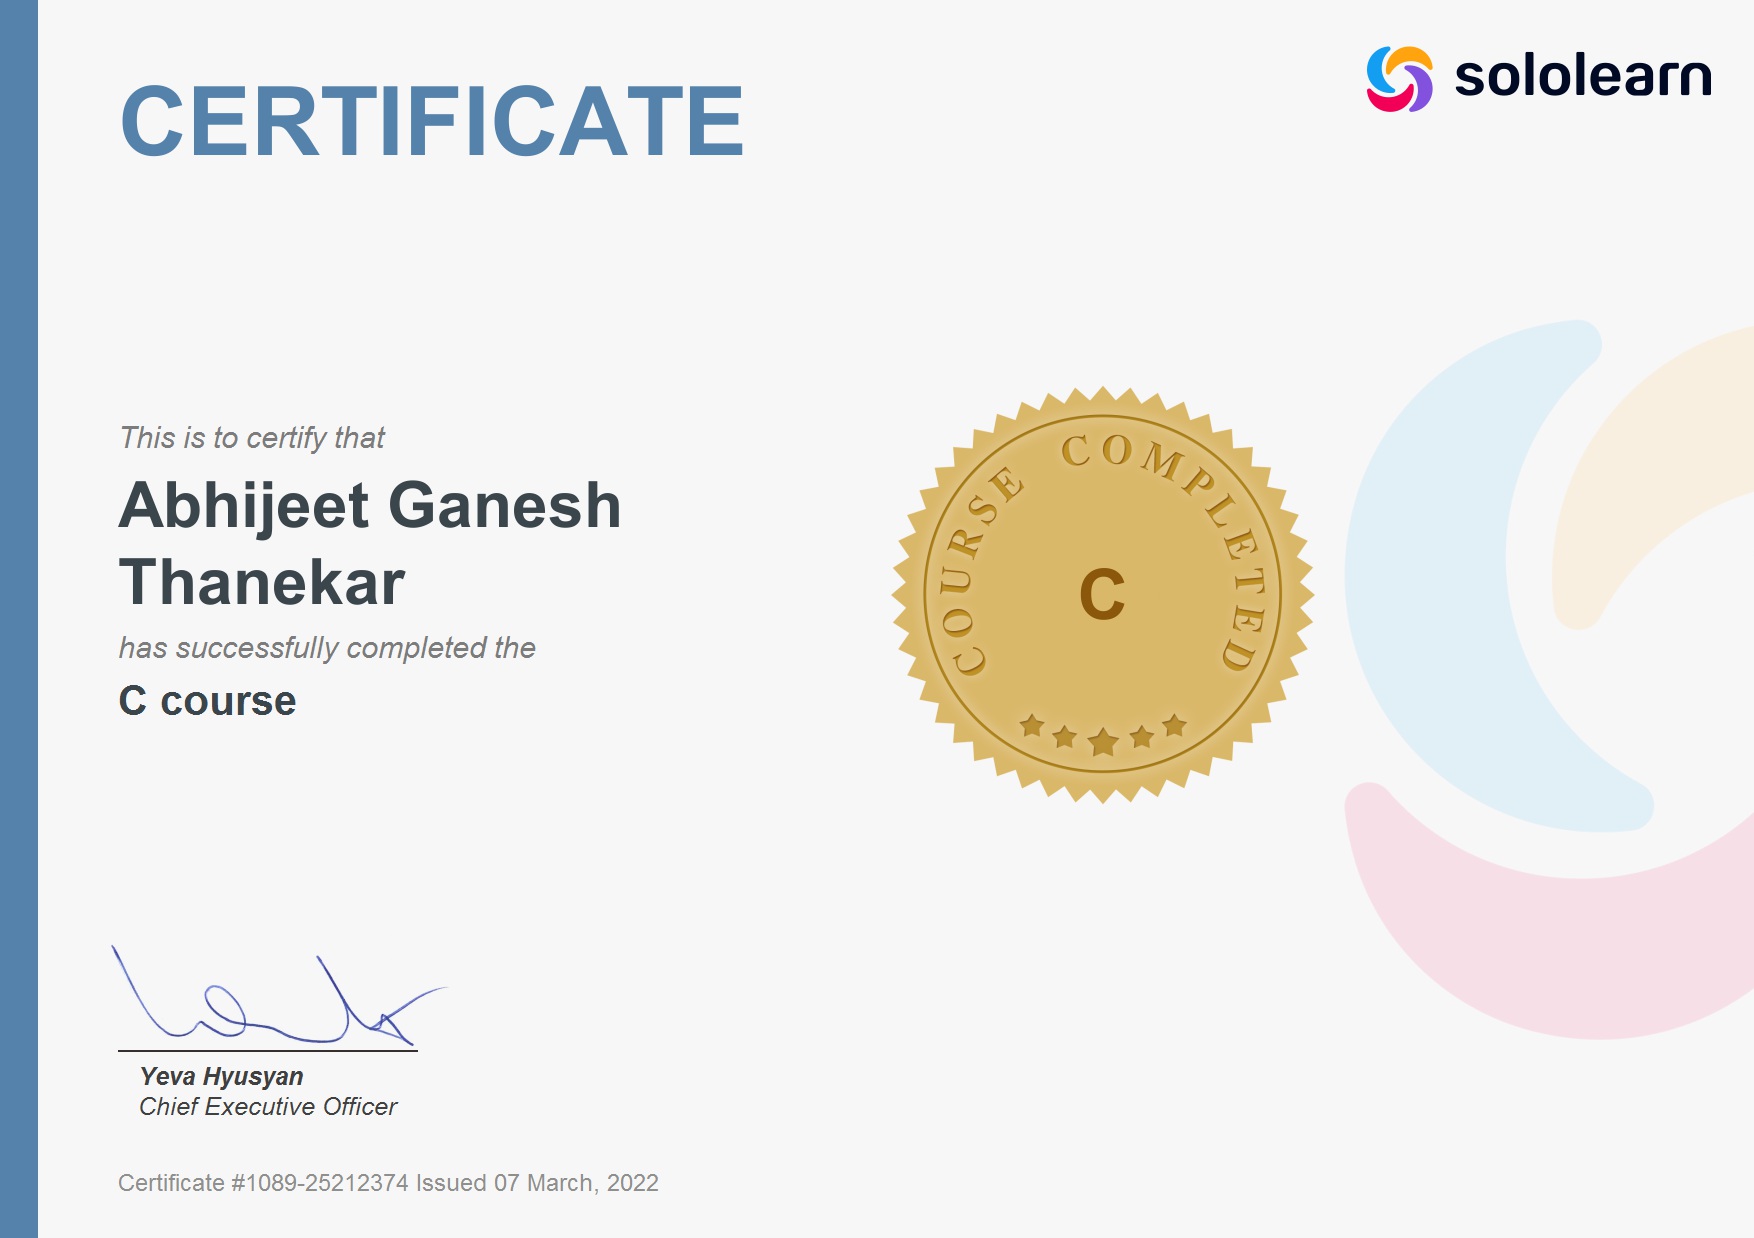 sololearn
CERTIFICATE
This is to certify that
Abhijeet Ganesh
Thanekar
has successfully completed the
C course
COURSE COMPLETED
C
Yeva Hyusyan
Chief Executive Officer
Certificate #1089-25212374 Issued 07 March, 2022